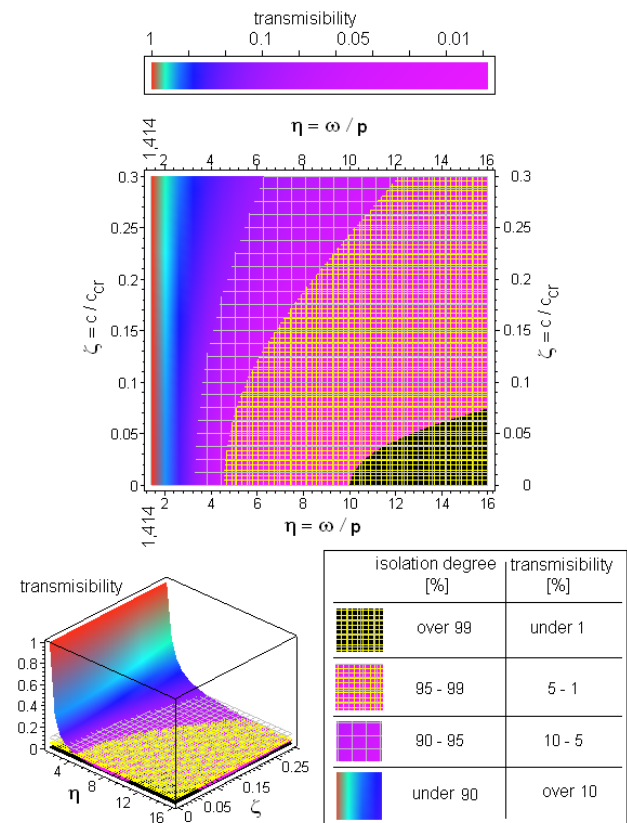 transmisibility
1 0.1 0.05 0.01
η = ω / p
1,414 2 4 6 8 10 12 14 16
0.3 0.3
0.25 0.25
0.2 0.2
0.15 0.15
0.1 0.1
0.05 0.05
0 0
ζ = c / c_cr
ζ = c / c_cr
1,414 2 4 6 8 10 12 14 16
η = ω / p
transmisibility
1
0.8
0.6
0.4
0.2
0
4 8 12 16
η
0 0.05 0.15 0.25
ζ
isolation degree transmisibility
[%] [%]
over 99 under 1
95 - 99 5 - 1
90 - 95 10 - 5
under 90 over 10